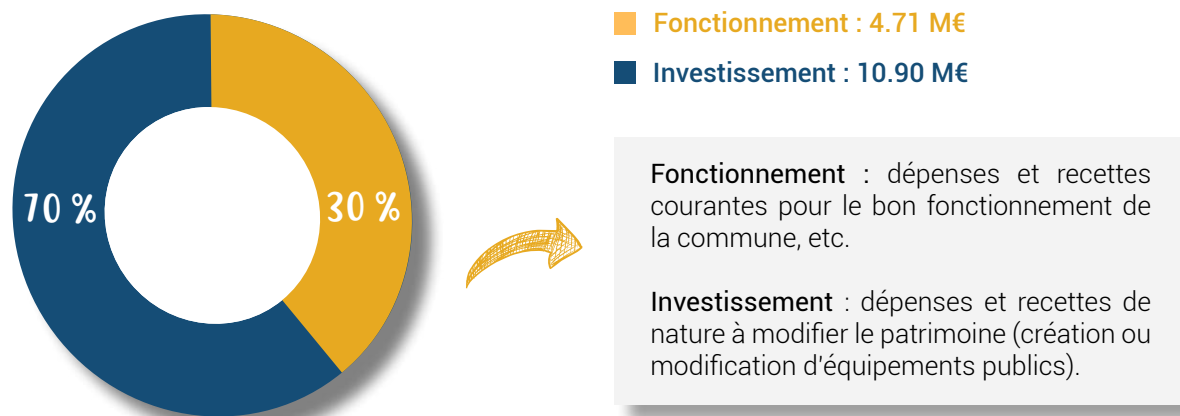 70 %
30 %
Fonctionnement : 4.71 M€
Investissement : 10.90 M€
Fonctionnement : dépenses et recettes
courantes pour le bon fonctionnement de
la commune, etc.
Investissement : dépenses et recettes de
nature à modifier le patrimoine (création ou
modification d'équipements publics).